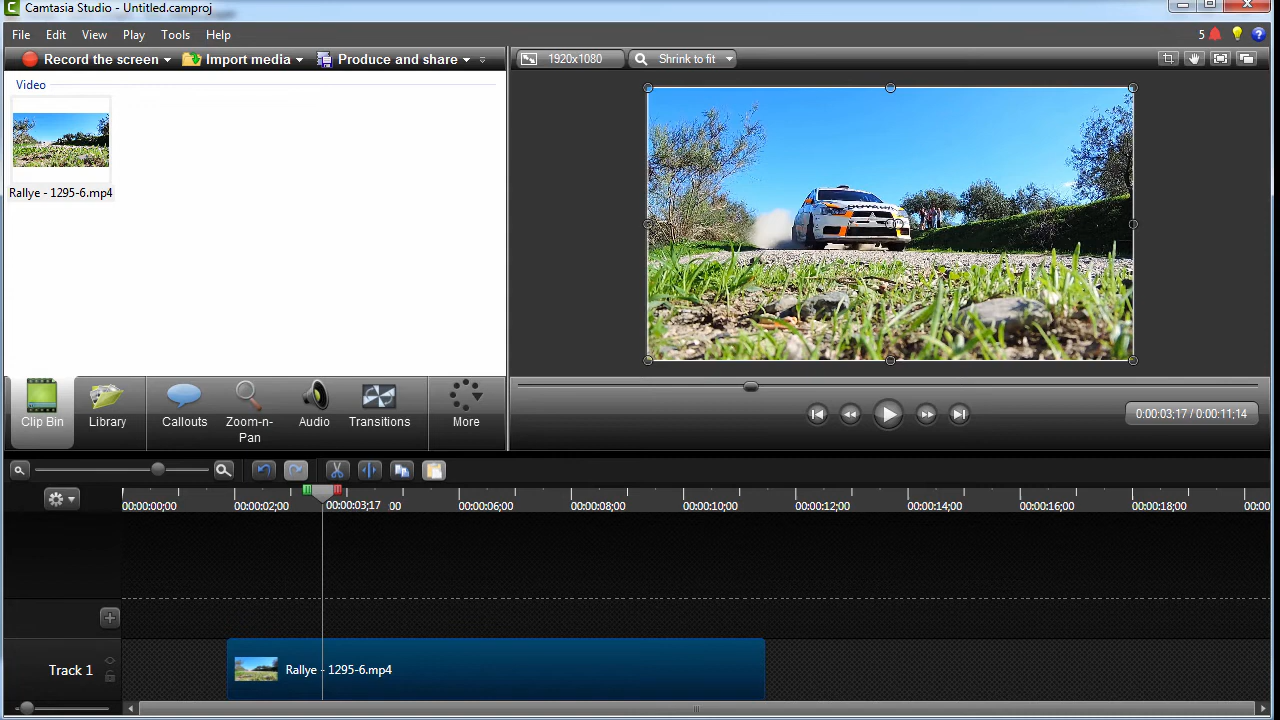 Camtasia Studio - Untitled.camproj
File Edit View Play Tools Help 5
Record the screen Import media Produce and share 1920x1080 Shrink to fit
Video
Rallye - 1295-6.mp4
Clip Bin Library Callouts Zoom-n-Pan Audio Transitions More
0:00:03;17 / 0:00:11;14
00:00:00;00 00:00:02;00 00:00:03;17 00 00:00:06;00 00:00:08;00 00:00:10;00 00:00:12;00 00:00:14;00 00:00:16;00 00:00:18;00 00:00
Track 1 Rallye - 1295-6.mp4